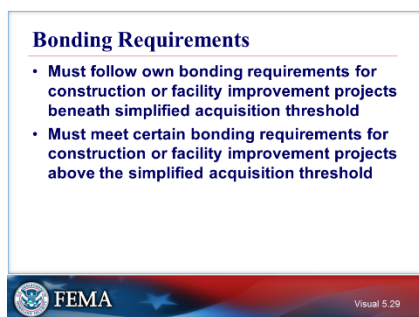 Bonding Requirements
• Must follow own bonding requirements for
construction or facility improvement projects
beneath simplified acquisition threshold
• Must meet certain bonding requirements for
construction or facility improvement projects
above the simplified acquisition threshold
FEMA
Visual 5.29